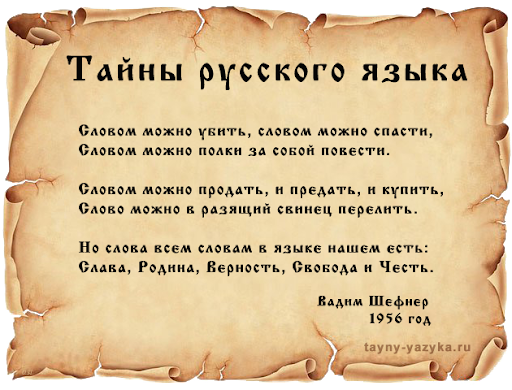 Тайны русского языка
Словом можно убить, словом можно спасти,
Словом можно полки за собой повести.
Словом можно продать, и предать, и купить,
Слово можно в разящий свинец перелить.
Но слова всем словам в языке нашем есть:
Слава, Родина, Верность, Свобода и Честь.
Вадим Шефнер
1956 год
tayny-yazyka.ru